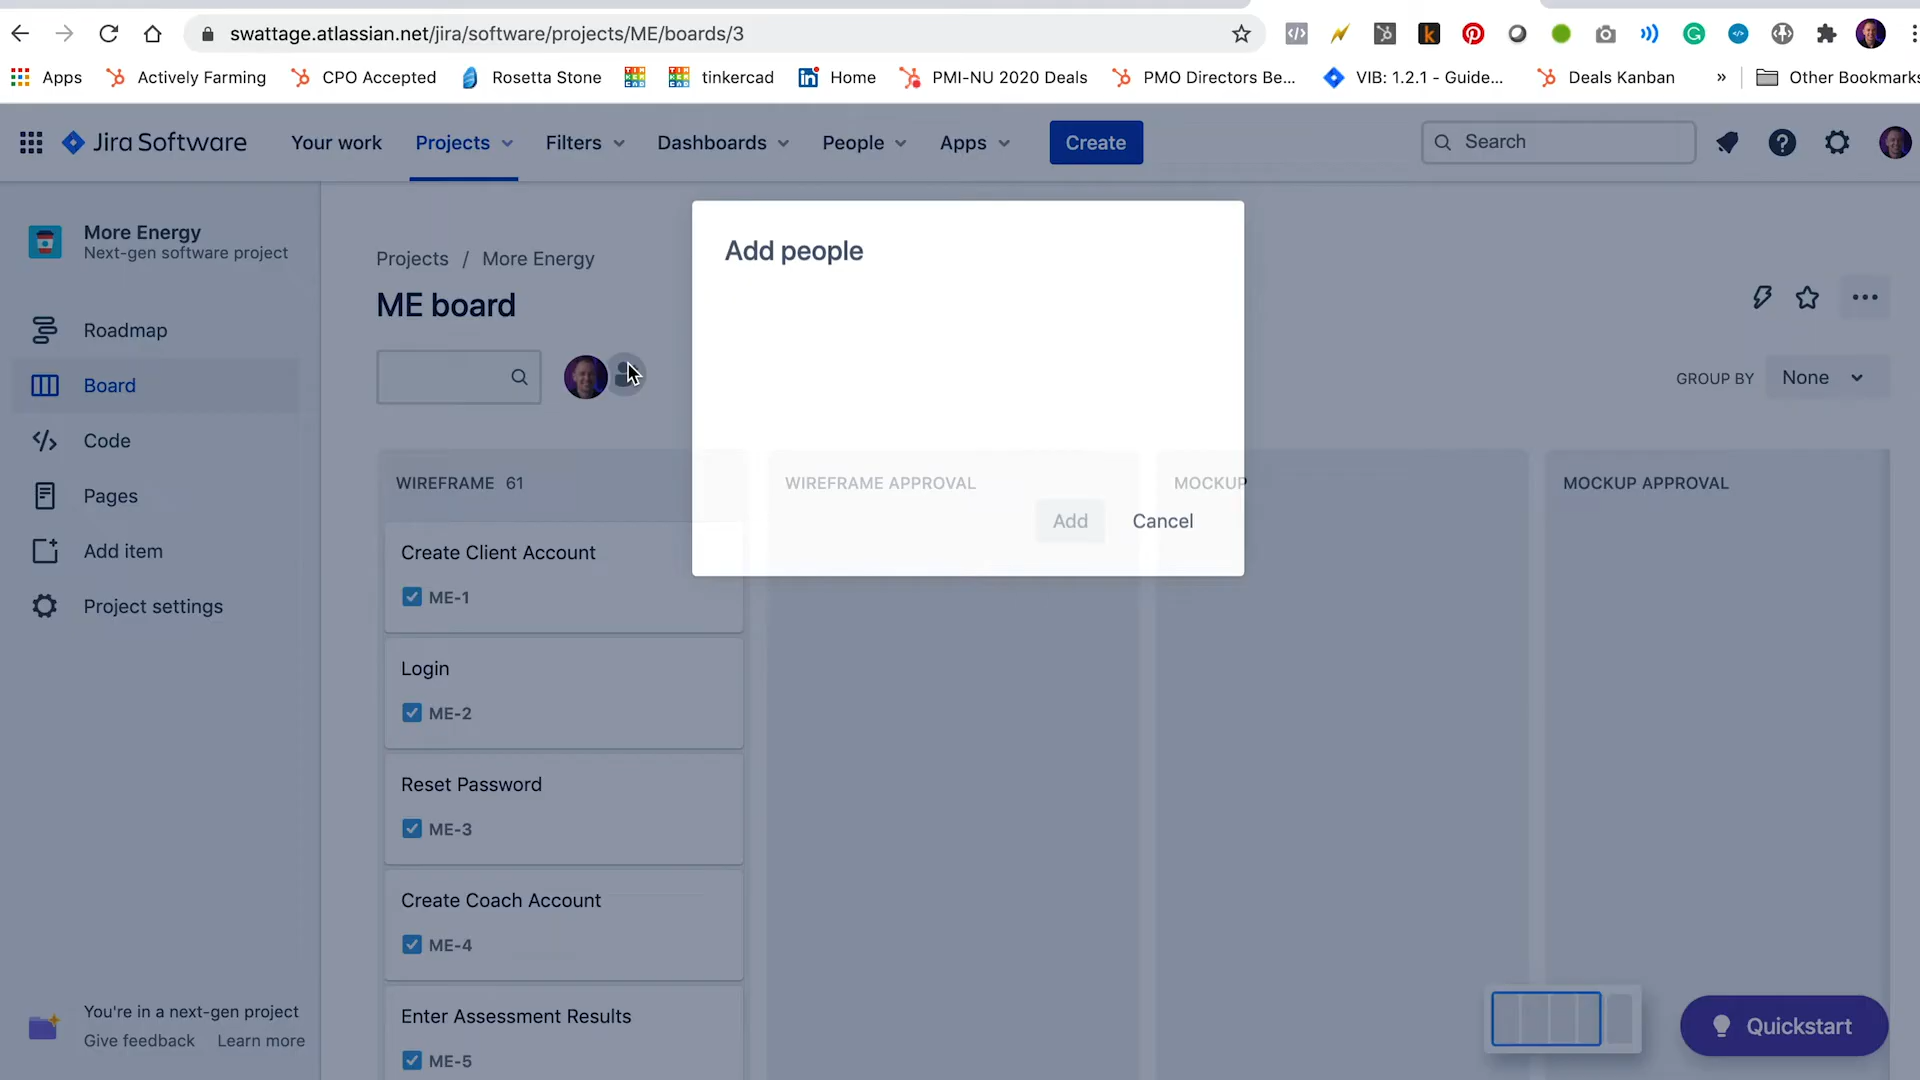 swattage.atlassian.net/jira/software/projects/ME/boards/3
Apps Actively Farming CPO Accepted Rosetta Stone tinkercad Home PMI-NU 2020 Deals PMO Directors Be... VIB: 1.2.1 - Guide... Deals Kanban » Other Bookmarks
Jira Software Your work Projects Filters Dashboards People Apps Create Search
More Energy
Next-gen software project
Roadmap
Board
Code
Pages
Add item
Project settings
You're in a next-gen project
Give feedback Learn more
Projects / More Energy
ME board
GROUP BY None
Add people
Add Cancel
WIREFRAME 61
Create Client Account
ME-1
Login
ME-2
Reset Password
ME-3
Create Coach Account
ME-4
Enter Assessment Results
ME-5
WIREFRAME APPROVAL
MOCKUP
MOCKUP APPROVAL
Quickstart